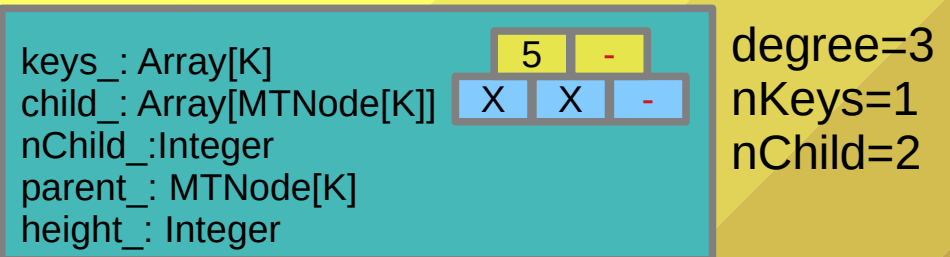 keys_: Array[K]
5 -
child_: Array[MTNode[K]]
X X -
nChild_:Integer
parent_: MTNode[K]
height_: Integer
degree=3
nKeys=1
nChild=2